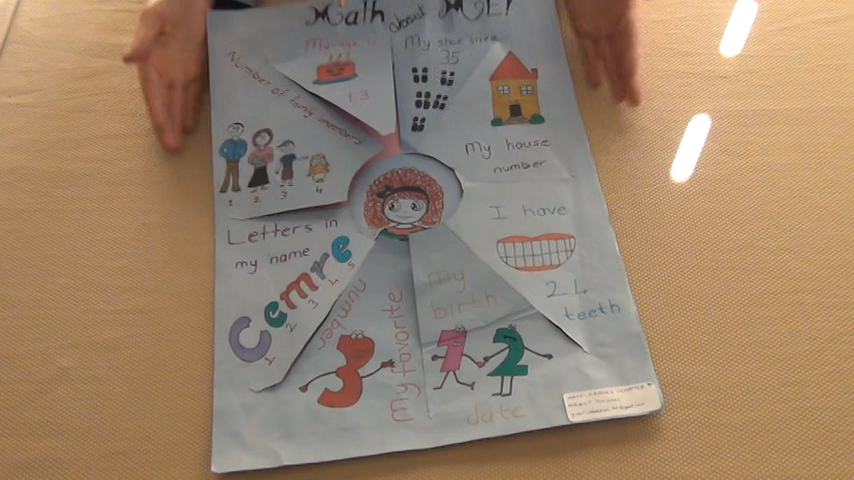 Math about ME!
My age is
13
My shoe size
35
Number of family members
1 2 3 4
My house
number
I have
24
teeth
Letters in
my name
Cemre
1 2 3 4 5
My favorite
number
3
my
birth
12
date